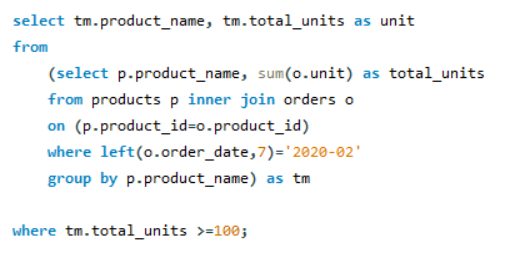 select tm.product_name, tm.total_units as unit
from
(select p.product_name, sum(o.unit) as total_units
from products p inner join orders o
on (p.product_id=o.product_id)
where left(o.order_date,7)='2020-02'
group by p.product_name) as tm
where tm.total_units >=100;